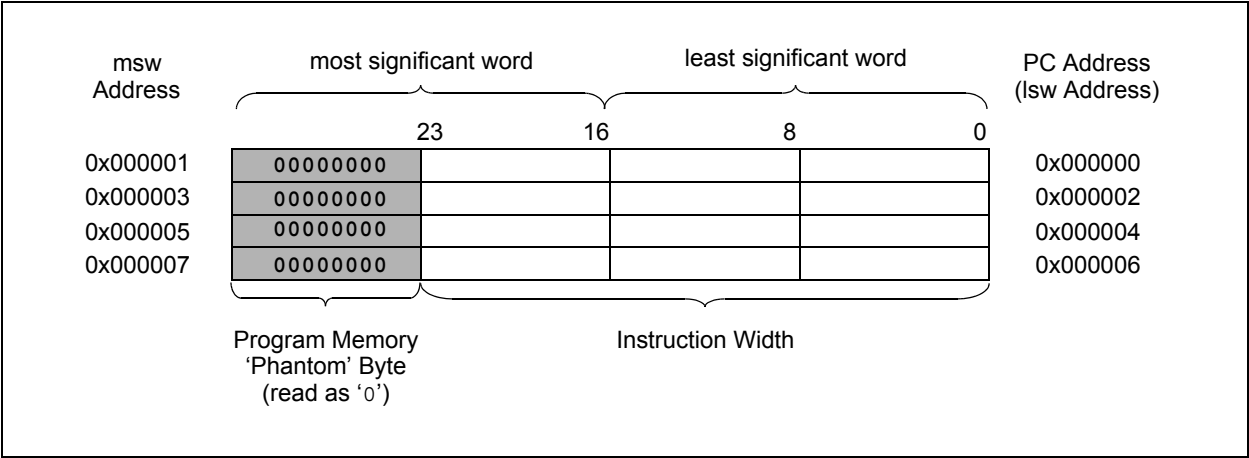 msw
Address
most significant word
least significant word
PC Address
(lsw Address)
23
16
8
0
0x000001
00000000
0x000000
0x000003
00000000
0x000002
0x000005
00000000
0x000004
0x000007
00000000
0x000006
Program Memory
‘Phantom’ Byte
(read as ‘0’)
Instruction Width